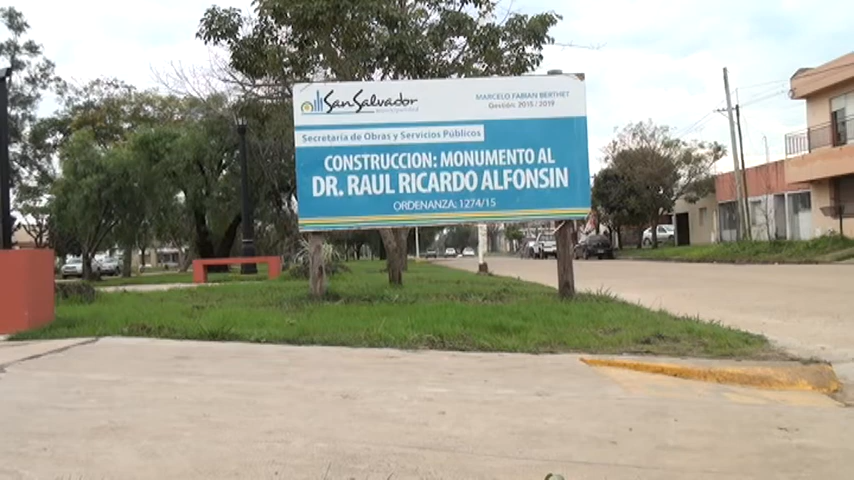 San Salvador
Municipalidad
MARCELO FABIAN BERTHET
Gestión: 2015 / 2019
Secretaría de Obras y Servicios Públicos
CONSTRUCCION: MONUMENTO AL
DR. RAUL RICARDO ALFONSIN
ORDENANZA: 1274/15